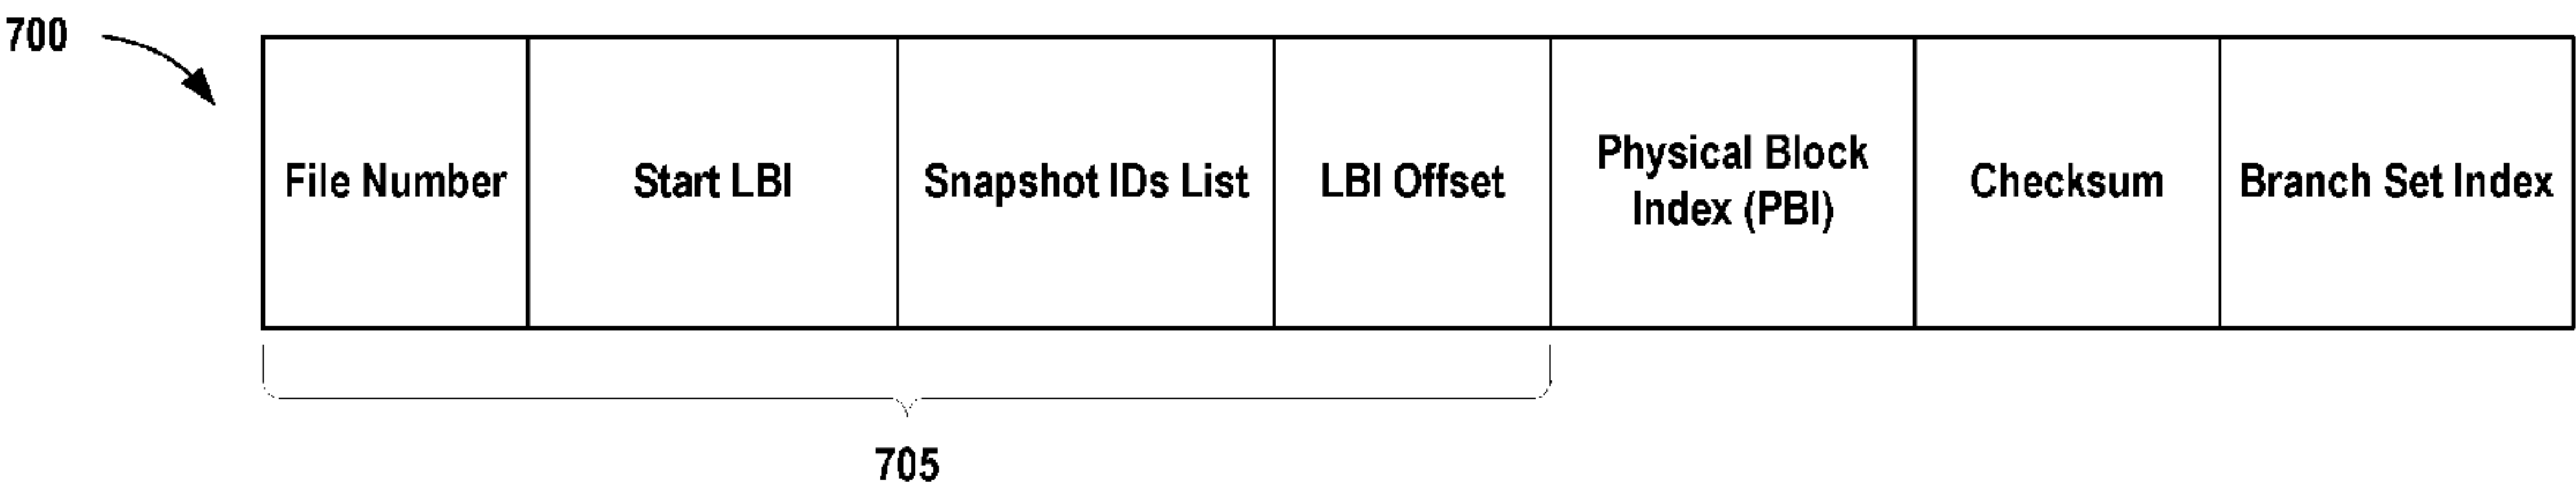 700
File Number
Start LBI
Snapshot IDs List
LBI Offset
Physical Block
Index (PBI)
Checksum
Branch Set Index
705